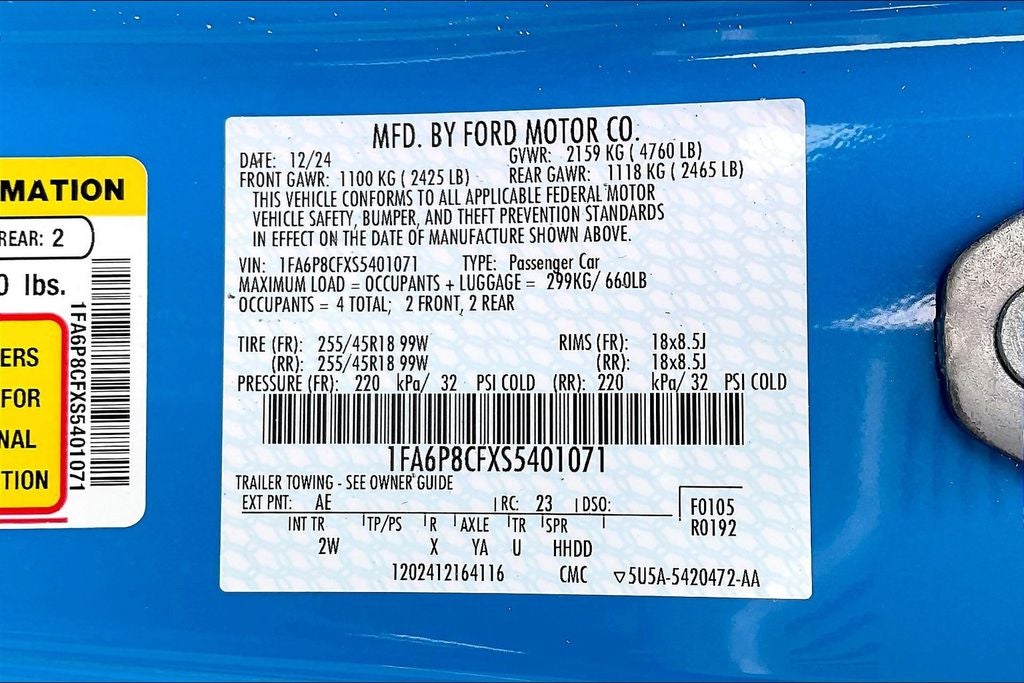 MATION
REAR: 2
0 lbs.
ERS
FOR
NAL
TION
1FA6P8CFXS5401071
MFD. BY FORD MOTOR CO.
DATE: 12/24 GVWR: 2159 KG ( 4760 LB)
FRONT GAWR: 1100 KG ( 2425 LB) REAR GAWR: 1118 KG ( 2465 LB)
THIS VEHICLE CONFORMS TO ALL APPLICABLE FEDERAL MOTOR
VEHICLE SAFETY, BUMPER, AND THEFT PREVENTION STANDARDS
IN EFFECT ON THE DATE OF MANUFACTURE SHOWN ABOVE.
VIN: 1FA6P8CFXS5401071 TYPE: Passenger Car
MAXIMUM LOAD = OCCUPANTS + LUGGAGE = 299KG/ 660LB
OCCUPANTS = 4 TOTAL; 2 FRONT, 2 REAR
TIRE (FR): 255/45R18 99W RIMS (FR): 18x8.5J
(RR): 255/45R18 99W (RR): 18x8.5J
PRESSURE (FR): 220 kPa/ 32 PSI COLD (RR): 220 kPa/ 32 PSI COLD
1FA6P8CFXS5401071
TRAILER TOWING - SEE OWNER GUIDE
EXT PNT: AE RC: 23 DSO: F0105
R0192
INT TR TP/PS R AXLE TR SPR
2W X YA U HHDD
1202412164116 CMC ▽5U5A-5420472-AA